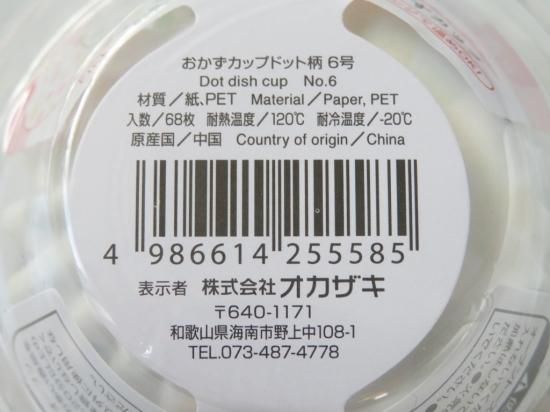 おかずカップドット柄 6号
Dot dish cup No.6
材質／紙、PET Material／Paper, PET
入数／68枚 耐熱温度／120℃ 耐冷温度／-20℃
原産国／中国 Country of origin／China
4 986614 255585
表示者 株式会社オカザキ
〒640-1171
和歌山県海南市野上中108-1
TEL.073-487-4778